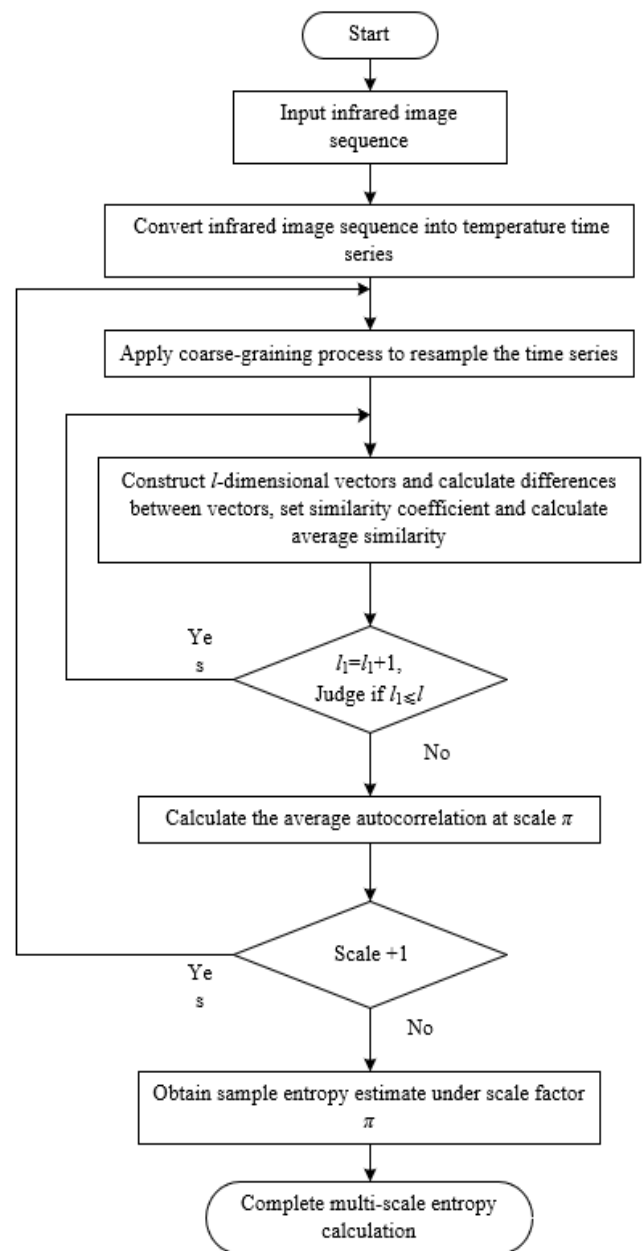 Start
Input infrared image
sequence
Convert infrared image sequence into temperature time
series
Apply coarse-graining process to resample the time series
Construct l-dimensional vectors and calculate differences
between vectors, set similarity coefficient and calculate
average similarity
Ye
s
l₁=l₁+1,
Judge if l₁⩽l
No
Calculate the average autocorrelation at scale π
Scale +1
Ye
s
No
Obtain sample entropy estimate under scale factor
π
Complete multi-scale entropy
calculation